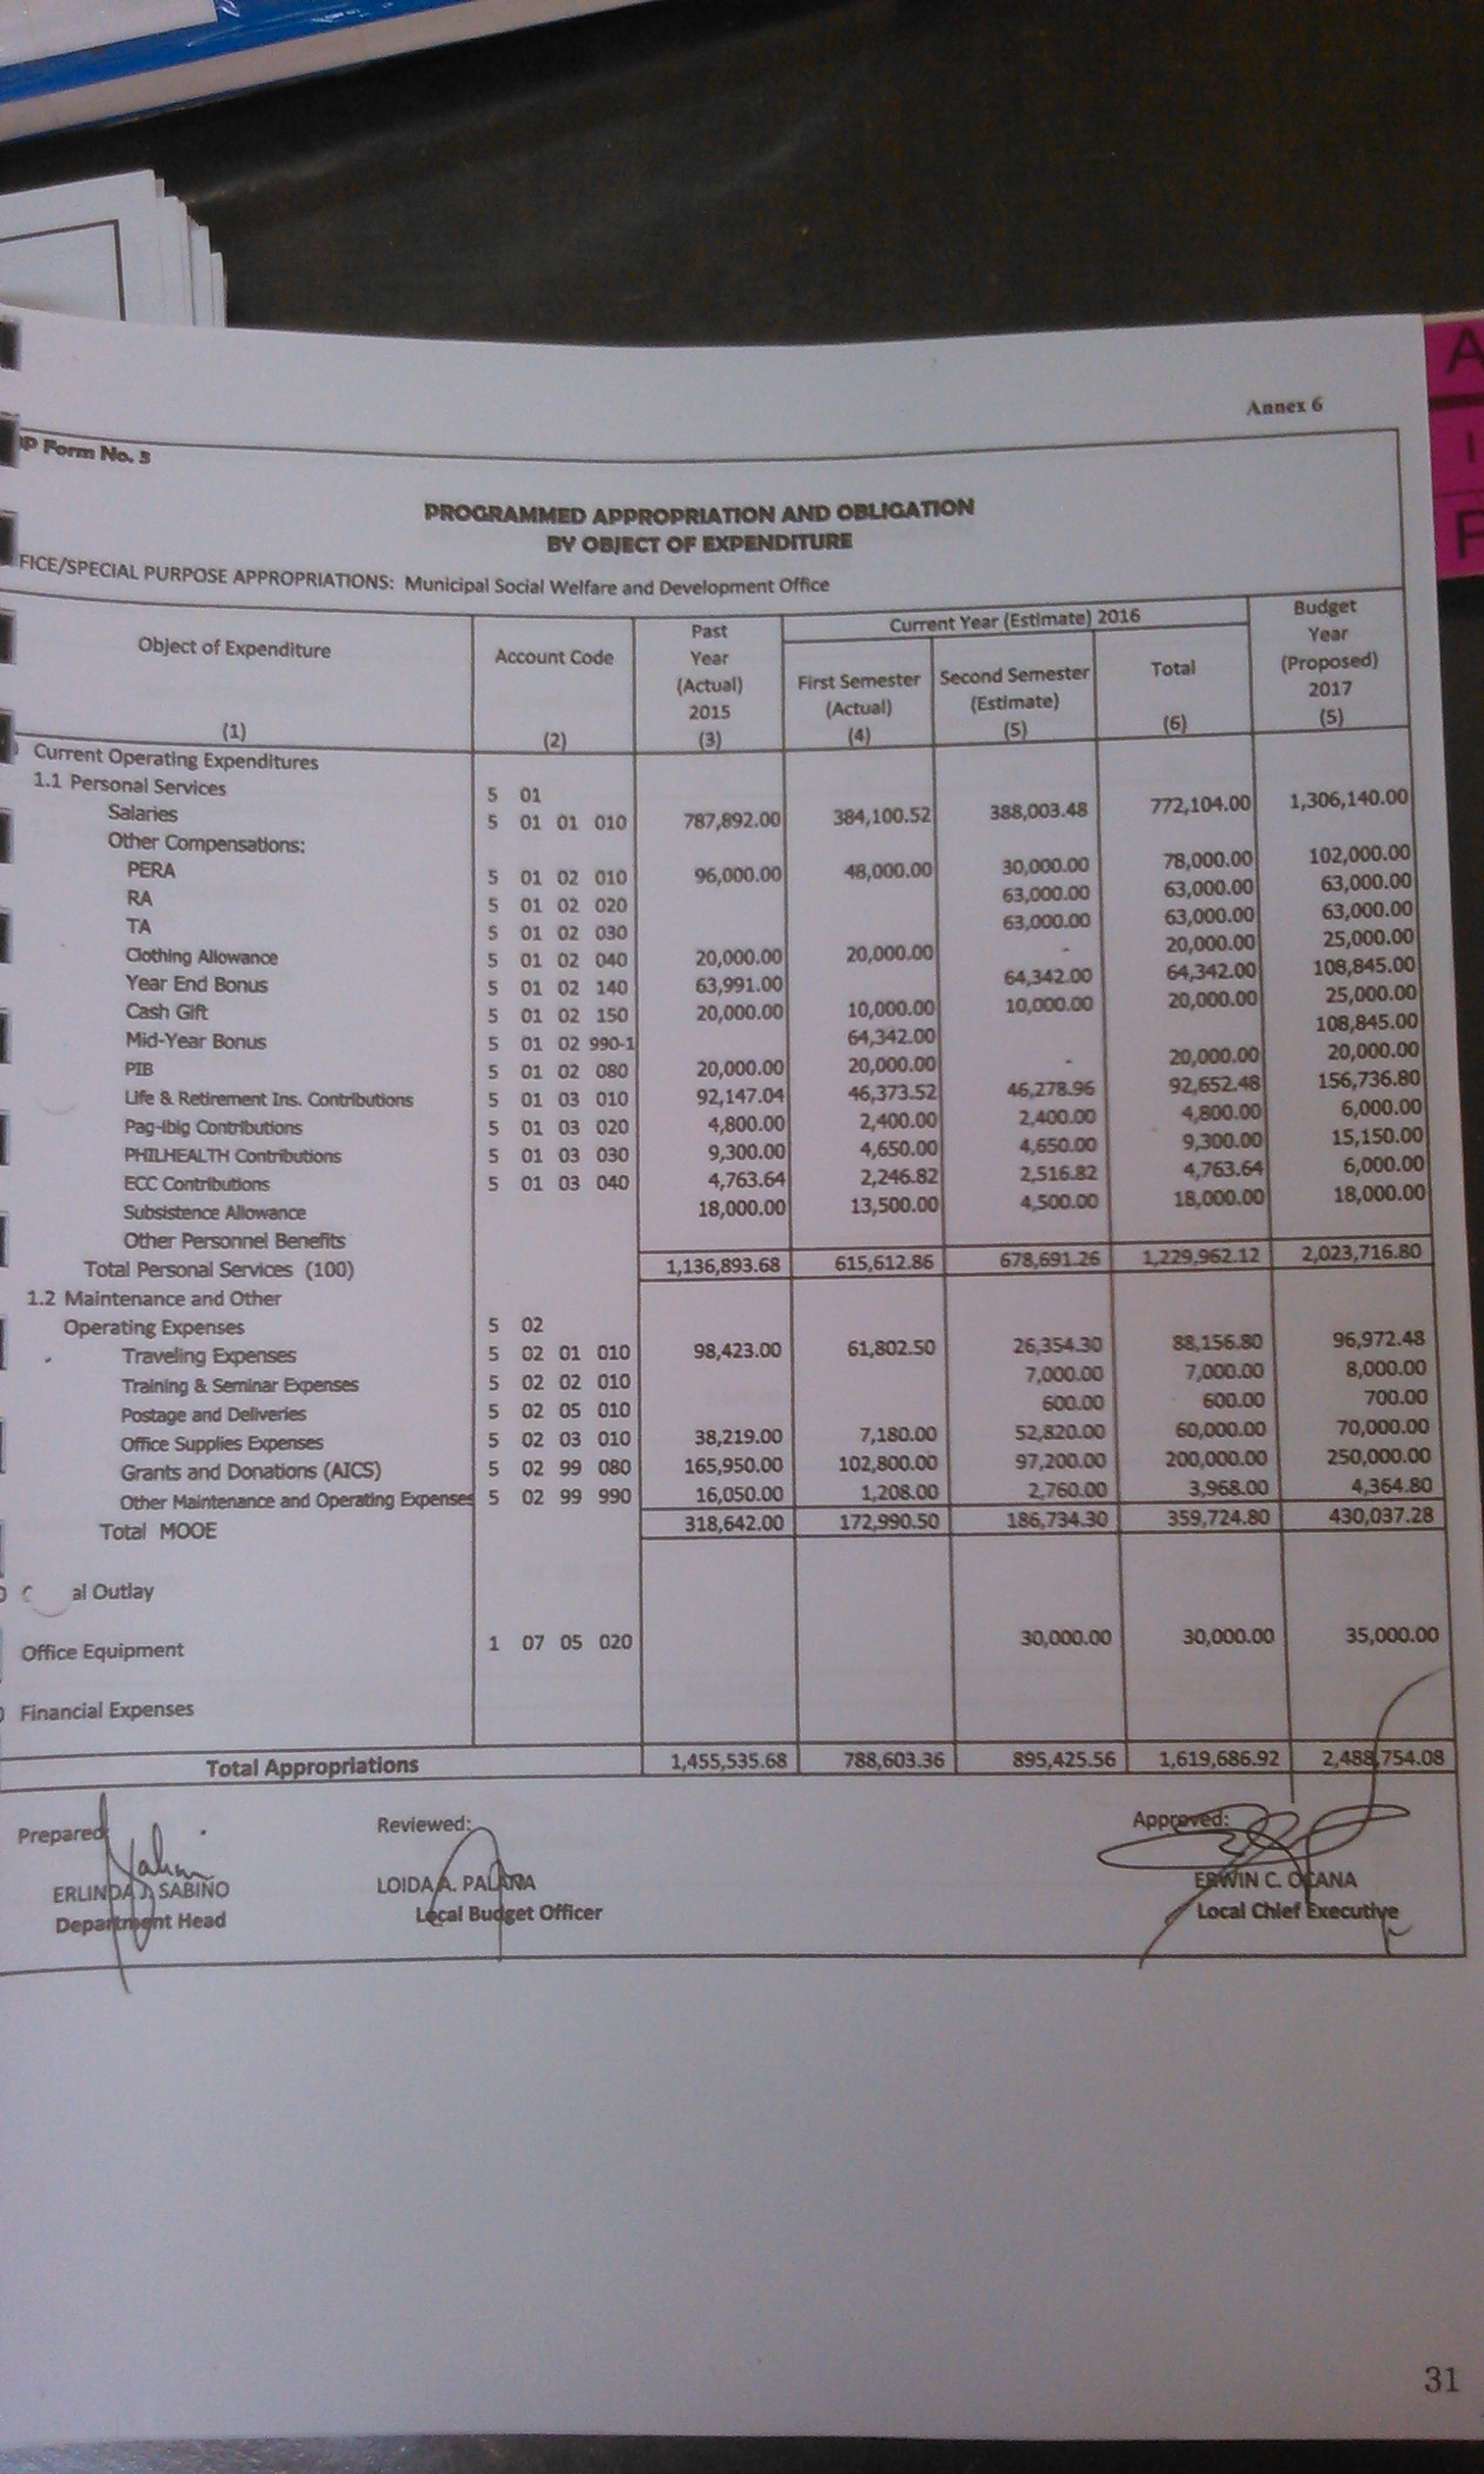 A
I
P
Annex 6
P Form No. 3
PROGRAMMED APPROPRIATION AND OBLIGATION
BY OBJECT OF EXPENDITURE
FICE/SPECIAL PURPOSE APPROPRIATIONS: Municipal Social Welfare and Development Office
Object of Expenditure (1) Account Code (2) Past Year (Actual) 2015 (3) Current Year (Estimate) 2016 First Semester (Actual) (4) Second Semester (Estimate) (5) Total (6) Budget Year (Proposed) 2017 (5)
Current Operating Expenditures
1.1 Personal Services 5 01
Salaries 5 01 01 010 787,892.00 384,100.52 388,003.48 772,104.00 1,306,140.00
Other Compensations:
PERA 5 01 02 010 96,000.00 48,000.00 30,000.00 78,000.00 102,000.00
RA 5 01 02 020 63,000.00 63,000.00 63,000.00
TA 5 01 02 030 63,000.00 63,000.00 63,000.00
Clothing Allowance 5 01 02 040 20,000.00 20,000.00 - 20,000.00 25,000.00
Year End Bonus 5 01 02 140 63,991.00 64,342.00 64,342.00 108,845.00
Cash Gift 5 01 02 150 20,000.00 10,000.00 10,000.00 20,000.00 25,000.00
Mid-Year Bonus 5 01 02 990-1 64,342.00 108,845.00
PIB 5 01 02 080 20,000.00 20,000.00 - 20,000.00 20,000.00
Life & Retirement Ins. Contributions 5 01 03 010 92,147.04 46,373.52 46,278.96 92,652.48 156,736.80
Pag-ibig Contributions 5 01 03 020 4,800.00 2,400.00 2,400.00 4,800.00 6,000.00
PHILHEALTH Contributions 5 01 03 030 9,300.00 4,650.00 4,650.00 9,300.00 15,150.00
ECC Contributions 5 01 03 040 4,763.64 2,246.82 2,516.82 4,763.64 6,000.00
Subsistence Allowance 18,000.00 13,500.00 4,500.00 18,000.00 18,000.00
Other Personnel Benefits
Total Personal Services (100) 1,136,893.68 615,612.86 678,691.26 1,229,962.12 2,023,716.80
1.2 Maintenance and Other
Operating Expenses 5 02
Traveling Expenses 5 02 01 010 98,423.00 61,802.50 26,354.30 88,156.80 96,972.48
Training & Seminar Expenses 5 02 02 010 7,000.00 7,000.00 8,000.00
Postage and Deliveries 5 02 05 010 600.00 600.00 700.00
Office Supplies Expenses 5 02 03 010 38,219.00 7,180.00 52,820.00 60,000.00 70,000.00
Grants and Donations (AICS) 5 02 99 080 165,950.00 102,800.00 97,200.00 200,000.00 250,000.00
Other Maintenance and Operating Expenses 5 02 99 990 16,050.00 1,208.00 2,760.00 3,968.00 4,364.80
Total MOOE 318,642.00 172,990.50 186,734.30 359,724.80 430,037.28
al Outlay
Office Equipment 1 07 05 020 30,000.00 30,000.00 35,000.00
Financial Expenses
Total Appropriations 1,455,535.68 788,603.36 895,425.56 1,619,686.92 2,488,754.08
Prepared Reviewed: Approved:
ERLINDA J. SABINO LOIDA A. PALANA ERWIN C. OCANA
Department Head Local Budget Officer Local Chief Executive
31